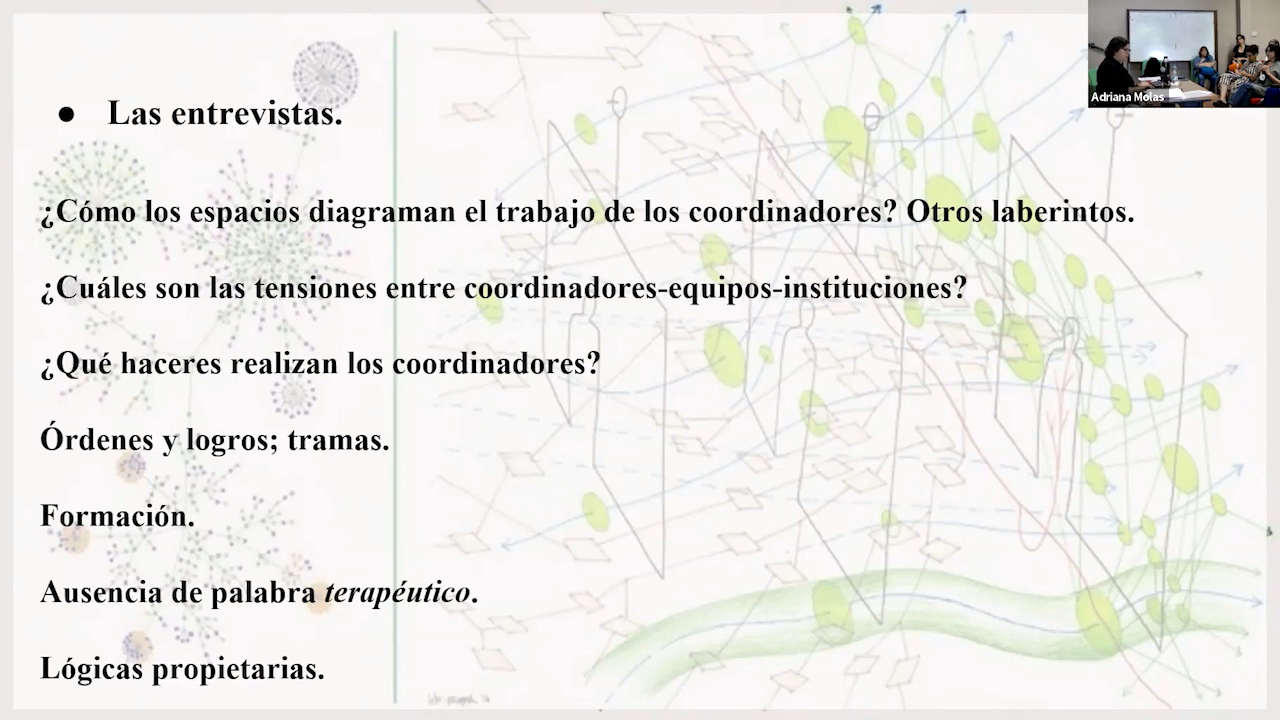 Adriana Molas
● Las entrevistas.
¿Cómo los espacios diagraman el trabajo de los coordinadores? Otros laberintos.
¿Cuáles son las tensiones entre coordinadores-equipos-instituciones?
¿Qué haceres realizan los coordinadores?
Órdenes y logros; tramas.
Formación.
Ausencia de palabra terapéutico.
Lógicas propietarias.